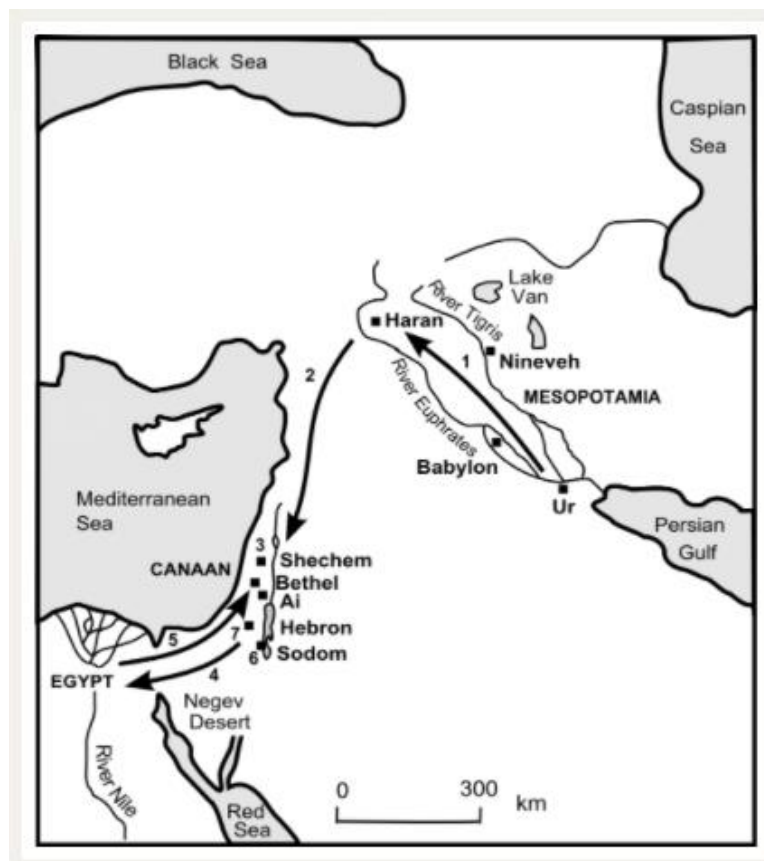 Black Sea
Caspian
Sea
Lake
Van
River Tigris
Haran
1
Nineveh
2
MESOPOTAMIA
River Euphrates
Babylon
Mediterranean
Sea
Ur
Persian
Gulf
3
Shechem
CANAAN
Bethel
Ai
5
7
Hebron
6
Sodom
4
EGYPT
Negev
Desert
River Nile
0
300
km
Red
Sea